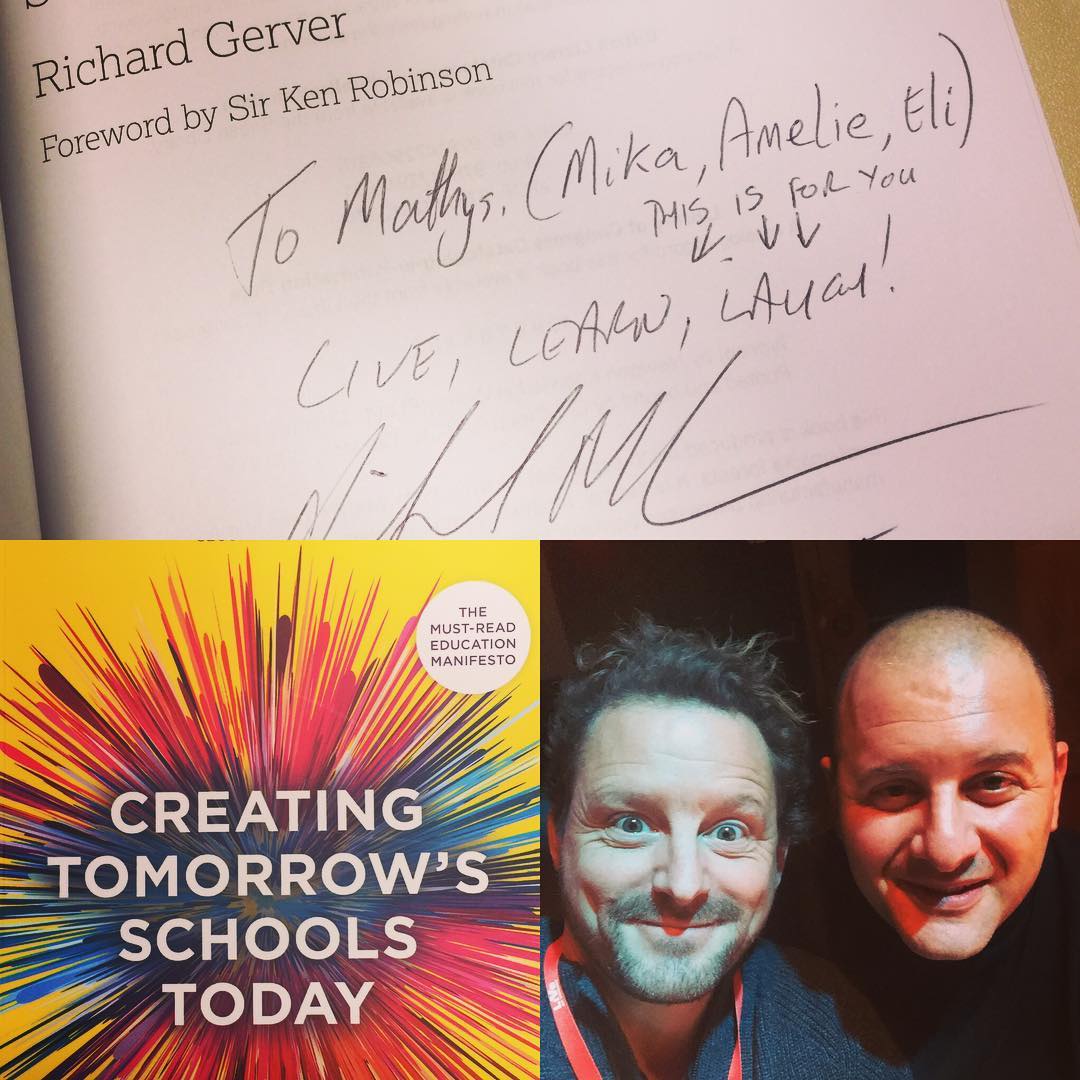 Richard Gerver
Foreword by Sir Ken Robinson
To Mathys. (Mika, Amelie, Eli)
THIS IS FOR YOU
LIVE, LEARN, LAUGH!
THE
MUST-READ
EDUCATION
MANIFESTO
CREATING
TOMORROW'S
SCHOOLS
TODAY